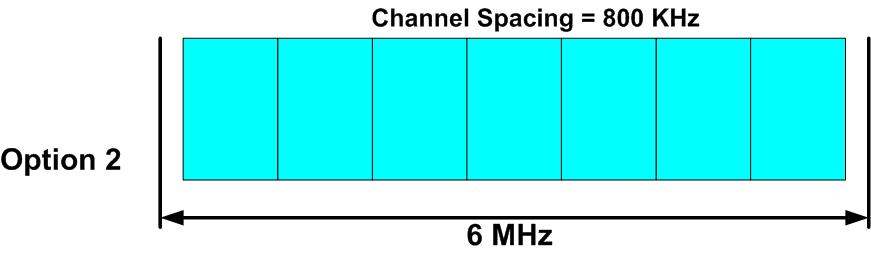 Channel Spacing = 800 KHz
Option 2
6 MHz